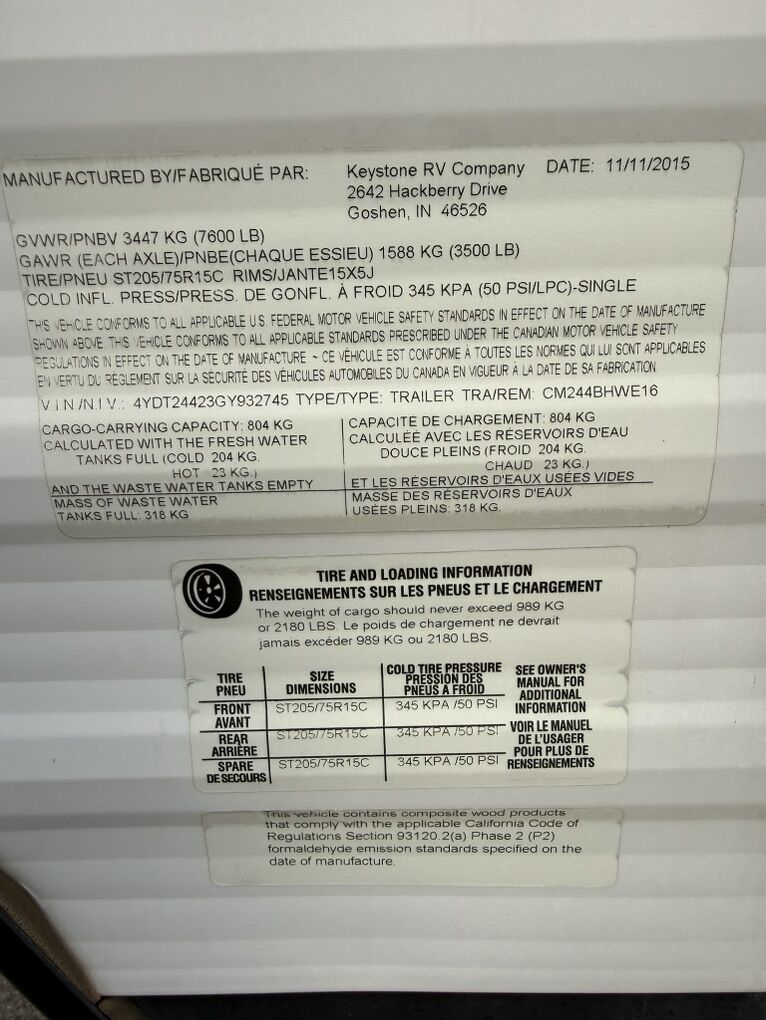 MANUFACTURED BY/FABRIQUÉ PAR: Keystone RV Company DATE: 11/11/2015
2642 Hackberry Drive
Goshen, IN 46526
GVWR/PNBV 3447 KG (7600 LB)
GAWR (EACH AXLE)/PNBE(CHAQUE ESSIEU) 1588 KG (3500 LB)
TIRE/PNEU ST205/75R15C RIMS/JANTE15X5J
COLD INFL. PRESS/PRESS. DE GONFL. À FROID 345 KPA (50 PSI/LPC)-SINGLE
THIS VEHICLE CONFORMS TO ALL APPLICABLE U.S. FEDERAL MOTOR VEHICLE SAFETY STANDARDS IN EFFECT ON THE DATE OF MANUFACTURE
SHOWN ABOVE. THIS VEHICLE CONFORMS TO ALL APPLICABLE STANDARDS PRESCRIBED UNDER THE CANADIAN MOTOR VEHICLE SAFETY
REGULATIONS IN EFFECT ON THE DATE OF MANUFACTURE ~ CE VÉHICULE EST CONFORME À TOUTES LES NORMES QUI LUI SONT APPLICABLES
EN VERTU DU RÈGLEMENT SUR LA SÉCURITÉ DES VÉHICULES AUTOMOBILES DU CANADA EN VIGUEUR À LA DATE DE SA FABRICATION
V.I.N./N.I.V.: 4YDT24423GY932745 TYPE/TYPE: TRAILER TRA/REM: CM244BHWE16
CARGO-CARRYING CAPACITY: 804 KG
CALCULATED WITH THE FRESH WATER
TANKS FULL (COLD 204 KG.
HOT 23 KG.)
AND THE WASTE WATER TANKS EMPTY
MASS OF WASTE WATER
TANKS FULL: 318 KG
CAPACITÉ DE CHARGEMENT: 804 KG
CALCULÉE AVEC LES RÉSERVOIRS D'EAU
DOUCE PLEINS (FROID 204 KG.
CHAUD 23 KG.)
ET LES RÉSERVOIRS D'EAUX USÉES VIDES
MASSE DES RÉSERVOIRS D'EAUX
USÉES PLEINS: 318 KG.
TIRE AND LOADING INFORMATION
RENSEIGNEMENTS SUR LES PNEUS ET LE CHARGEMENT
The weight of cargo should never exceed 989 KG
or 2180 LBS. Le poids de chargement ne devrait
jamais excéder 989 KG ou 2180 LBS.
TIRE
PNEU
SIZE
DIMENSIONS
COLD TIRE PRESSURE
PRESSION DES
PNEUS A FROID
FRONT
AVANT
ST205/75R15C
345 KPA /50 PSI
REAR
ARRIÈRE
ST205/75R15C
345 KPA /50 PSI
SPARE
DE SECOURS
ST205/75R15C
345 KPA /50 PSI
SEE OWNER'S
MANUAL FOR
ADDITIONAL
INFORMATION
VOIR LE MANUEL
DE L'USAGER
POUR PLUS DE
RENSEIGNEMENTS
This vehicle contains composite wood products
that comply with the applicable California Code of
Regulations Section 93120.2(a) Phase 2 (P2)
formaldehyde emission standards specified on the
date of manufacture.